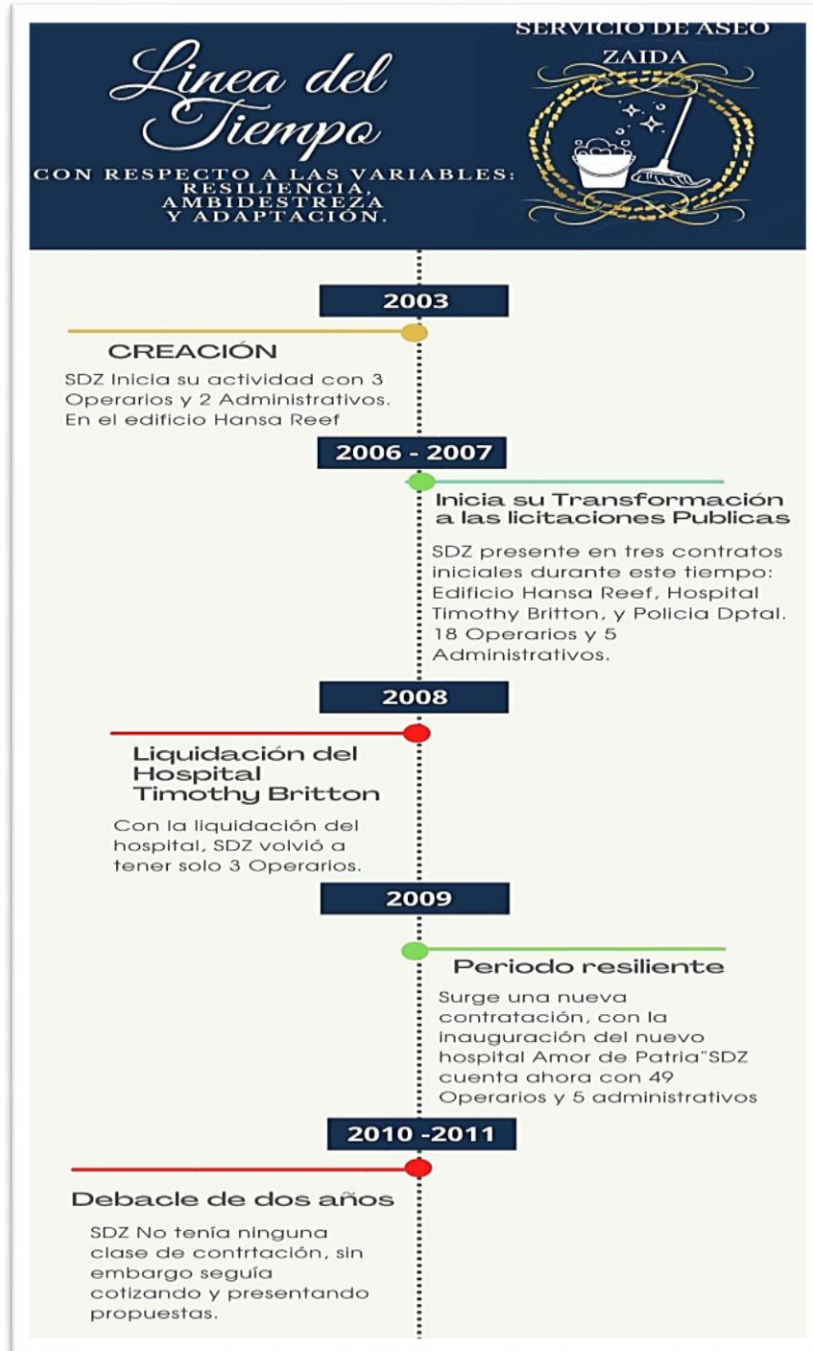 Linea del
Tiempo
CON RESPECTO A LAS VARIABLES:
RESILIENCIA,
AMBIDESTREZA
Y ADAPTACIÓN.
SERVICIO DE ASEO
ZAIDA
2003
CREACIÓN
SDZ Inicia su actividad con 3
Operarios y 2 Administrativos.
En el edificio Hansa Reef
2006 - 2007
Inicia su Transformación
a las licitaciones Publicas
SDZ presente en tres contratos
iniciales durante este tiempo:
Edificio Hansa Reef, Hospital
Timothy Britton, y Policia Dptal.
18 Operarios y 5
Administrativos.
2008
Liquidación del
Hospital
Timothy Britton
Con la liquidación del
hospital, SDZ volvió a
tener solo 3 Operarios.
2009
Periodo resiliente
Surge una nueva
contratación, con la
inauguración del nuevo
hospital Amor de Patria"SDZ
cuenta ahora con 49
Operarios y 5 administrativos
2010 -2011
Debacle de dos años
SDZ No tenía ninguna
clase de contrtación, sin
embargo seguía
cotizando y presentando
propuestas.